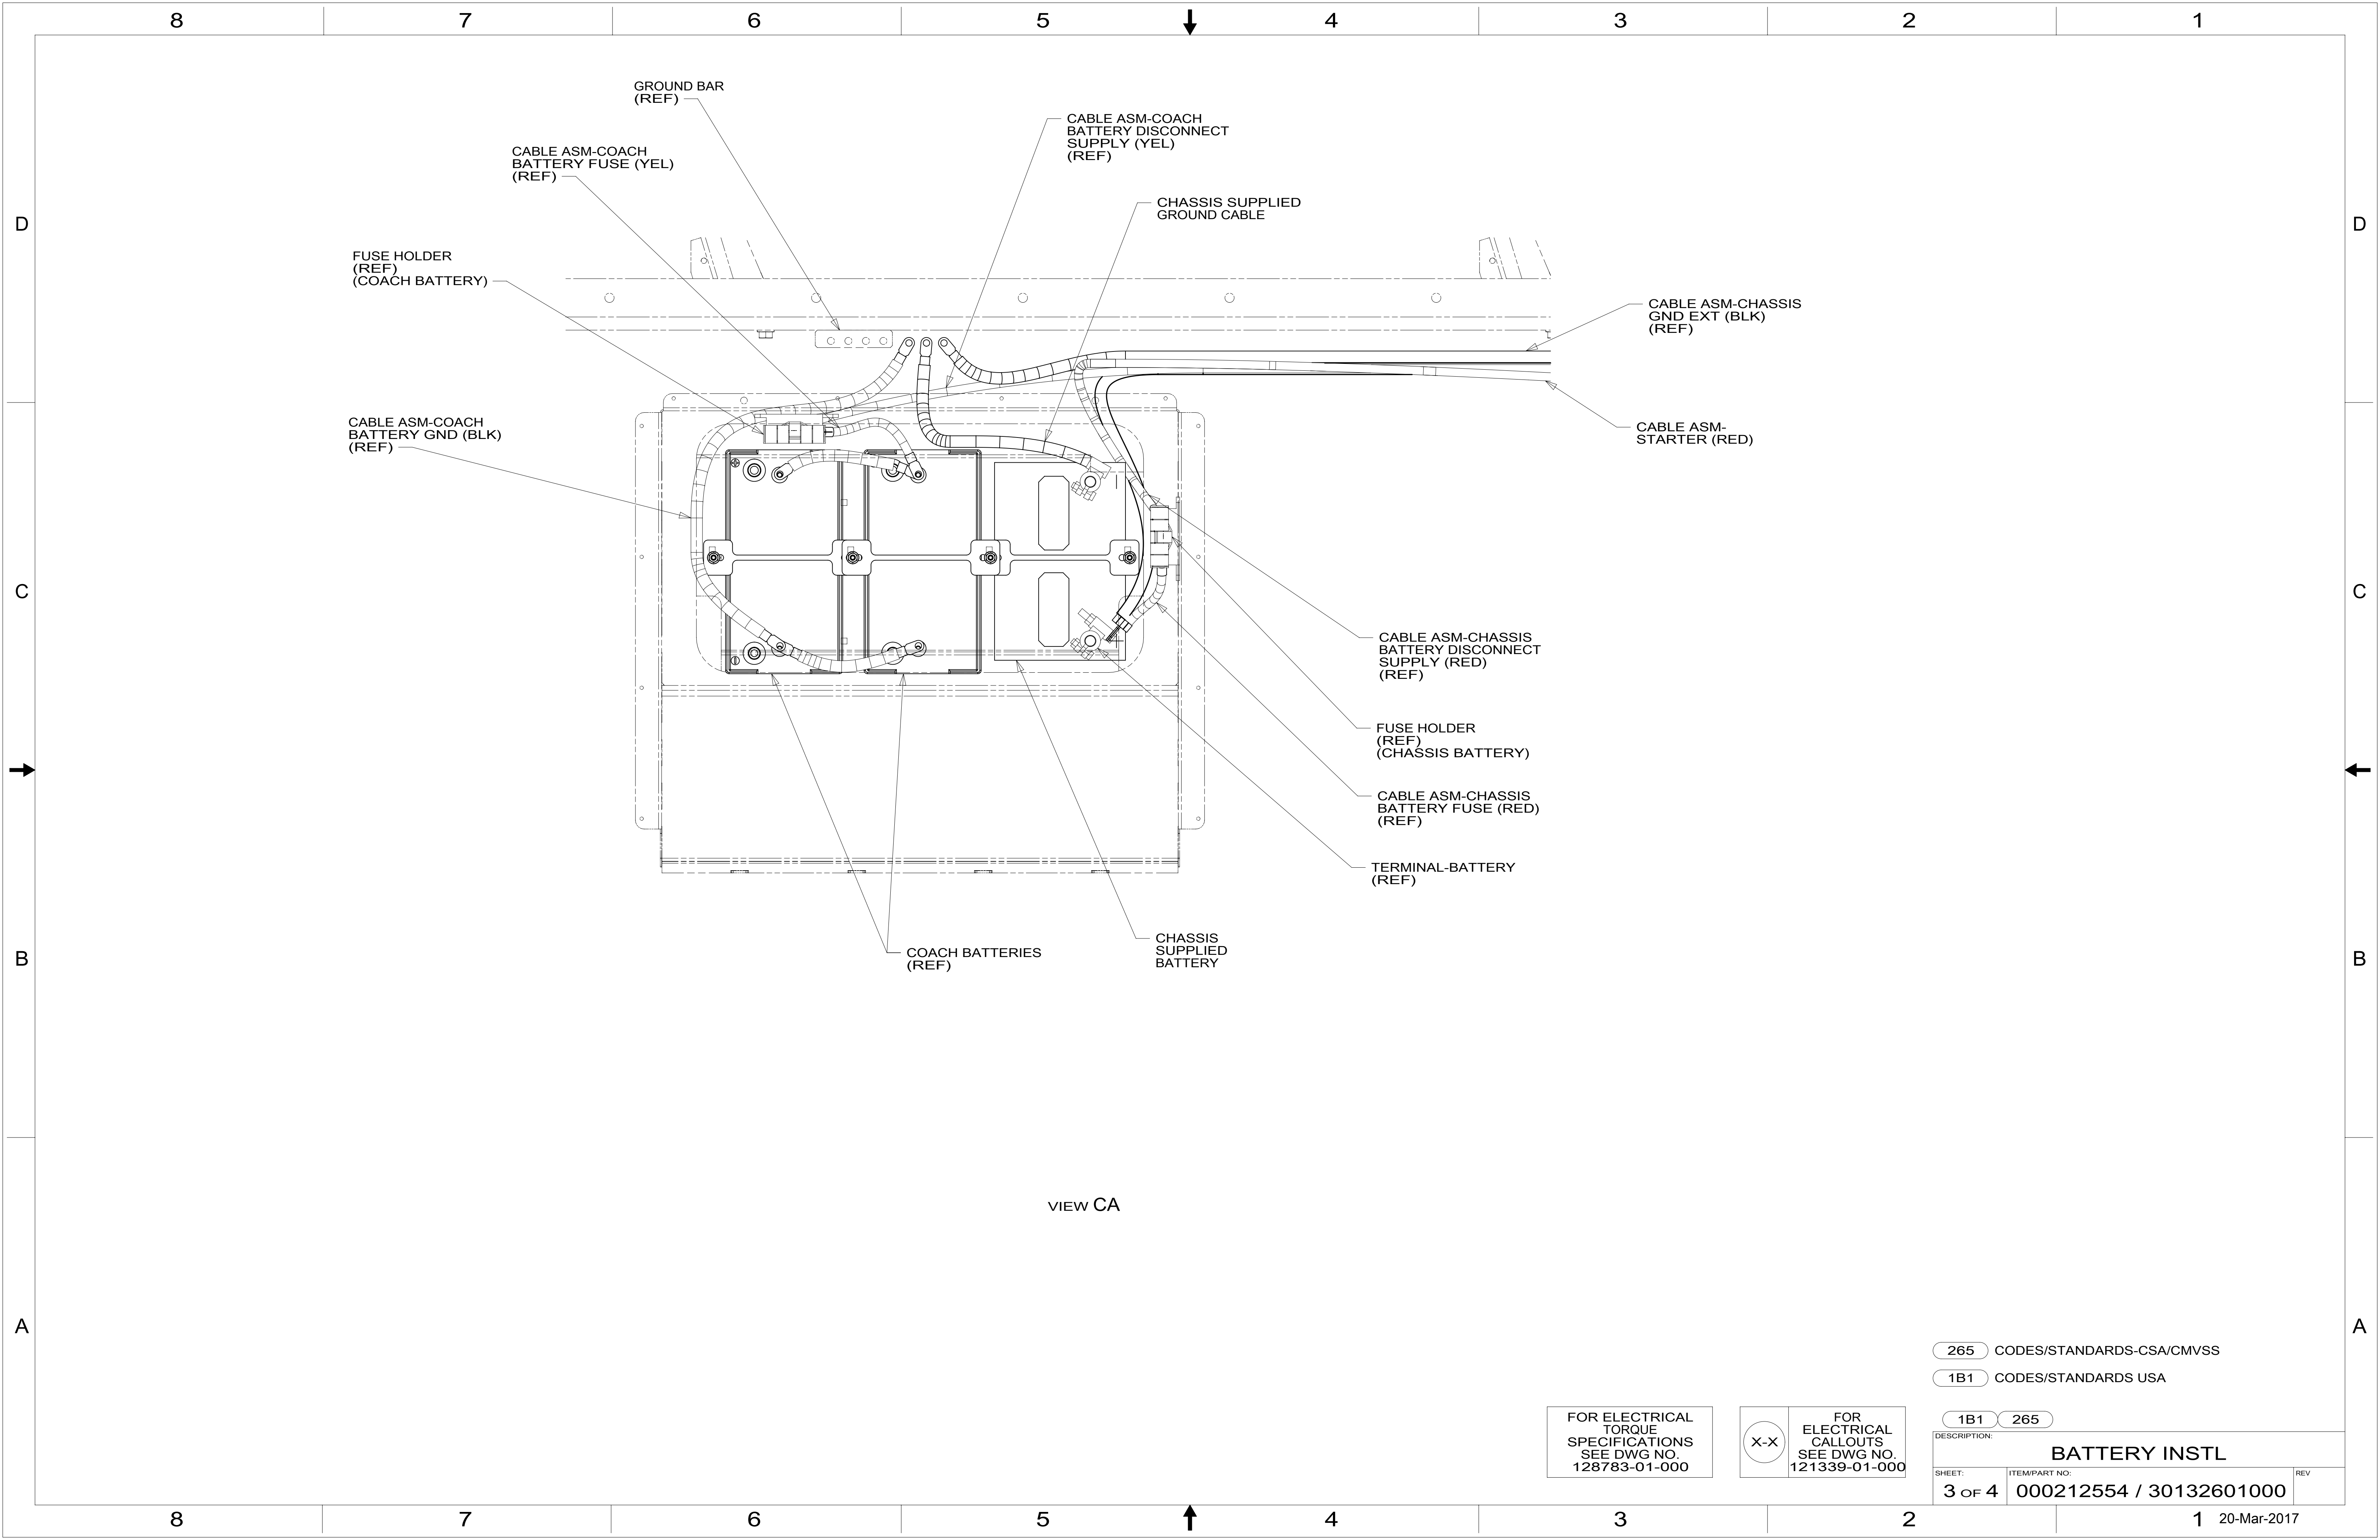 8 7 6 5 4 3 2 1
GROUND BAR
(REF)
CABLE ASM-COACH
BATTERY DISCONNECT
SUPPLY (YEL)
(REF)
CABLE ASM-COACH
BATTERY FUSE (YEL)
(REF)
CHASSIS SUPPLIED
GROUND CABLE
D D
FUSE HOLDER
(REF)
(COACH BATTERY)
CABLE ASM-CHASSIS
GND EXT (BLK)
(REF)
CABLE ASM-COACH
BATTERY GND (BLK)
(REF)
CABLE ASM-
STARTER (RED)
C C
CABLE ASM-CHASSIS
BATTERY DISCONNECT
SUPPLY (RED)
(REF)
FUSE HOLDER
(REF)
(CHASSIS BATTERY)
CABLE ASM-CHASSIS
BATTERY FUSE (RED)
(REF)
TERMINAL-BATTERY
(REF)
COACH BATTERIES
(REF)
CHASSIS
SUPPLIED
BATTERY
B B
VIEW CA
A A
265 CODES/STANDARDS-CSA/CMVSS
1B1 CODES/STANDARDS USA
FOR ELECTRICAL
TORQUE
SPECIFICATIONS
SEE DWG NO.
128783-01-000
X-X
FOR
ELECTRICAL
CALLOUTS
SEE DWG NO.
121339-01-000
1B1 265
DESCRIPTION:
BATTERY INSTL
SHEET:
3 OF 4
ITEM/PART NO:
000212554 / 30132601000
REV
8 7 6 5 4 3 2 1
20-Mar-2017